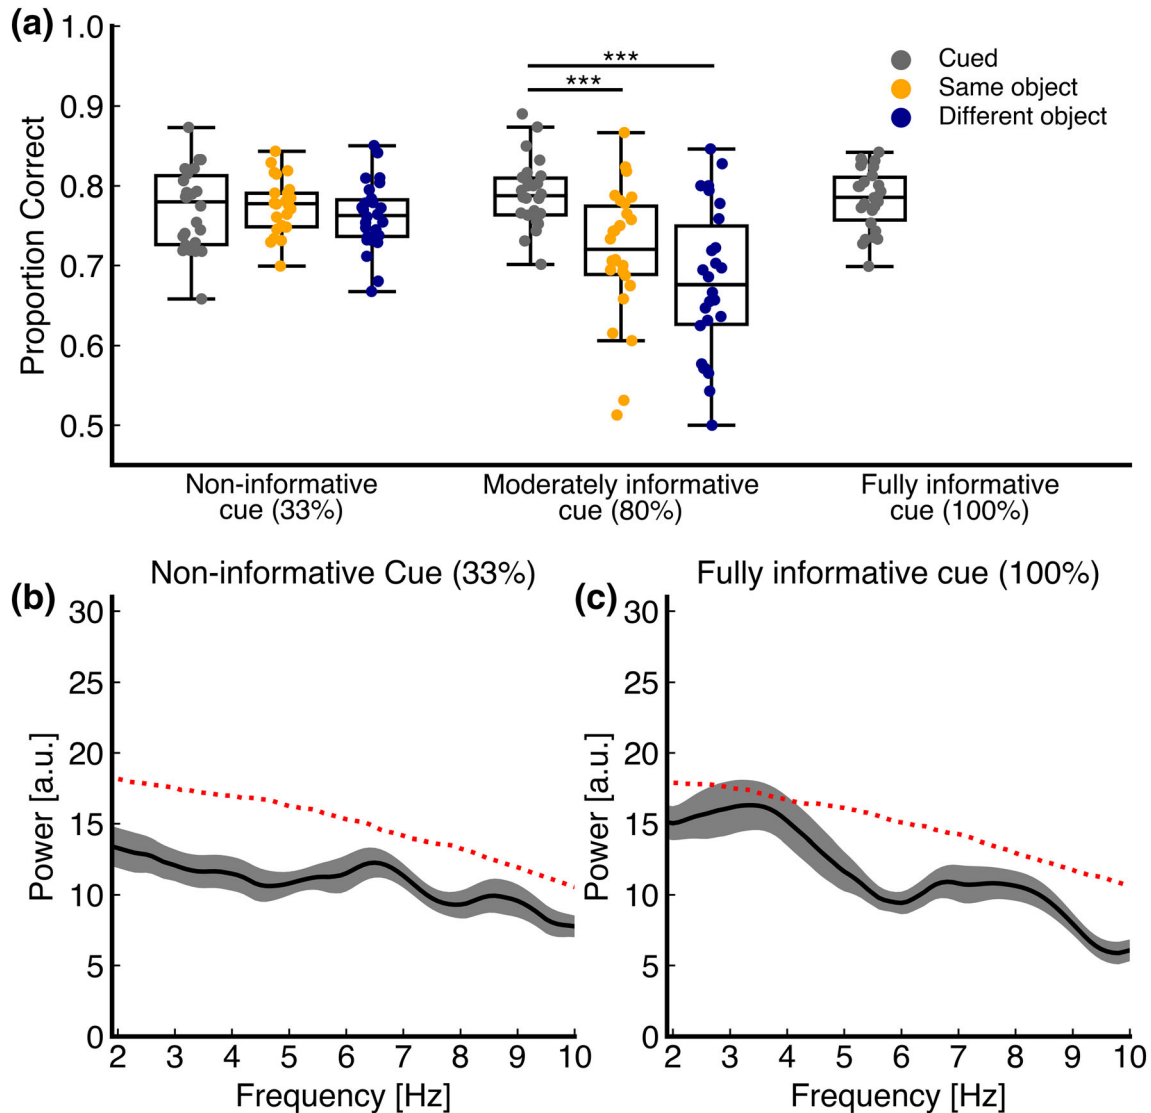 (a)
1.0
0.9
0.8
0.7
0.6
0.5
Proportion Correct
***
***
Cued
Same object
Different object
Non-informative
cue (33%)
Moderately informative
cue (80%)
Fully informative
cue (100%)
(b)
Non-informative Cue (33%)
30
25
20
15
10
5
0
Power [a.u.]
2 3 4 5 6 7 8 9 10
Frequency [Hz]
(c)
Fully informative cue (100%)
30
25
20
15
10
5
0
Power [a.u.]
2 3 4 5 6 7 8 9 10
Frequency [Hz]